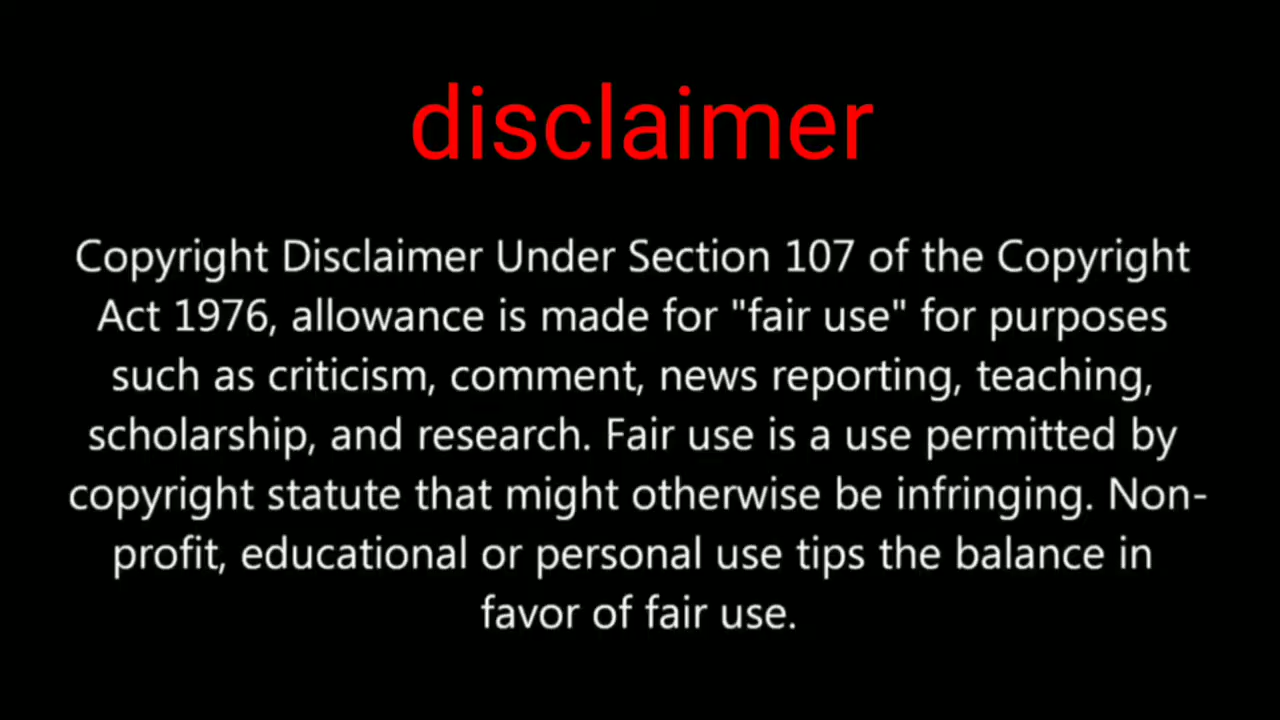 disclaimer
Copyright Disclaimer Under Section 107 of the Copyright
Act 1976, allowance is made for "fair use" for purposes
such as criticism, comment, news reporting, teaching,
scholarship, and research. Fair use is a use permitted by
copyright statute that might otherwise be infringing. Non-
profit, educational or personal use tips the balance in
favor of fair use.